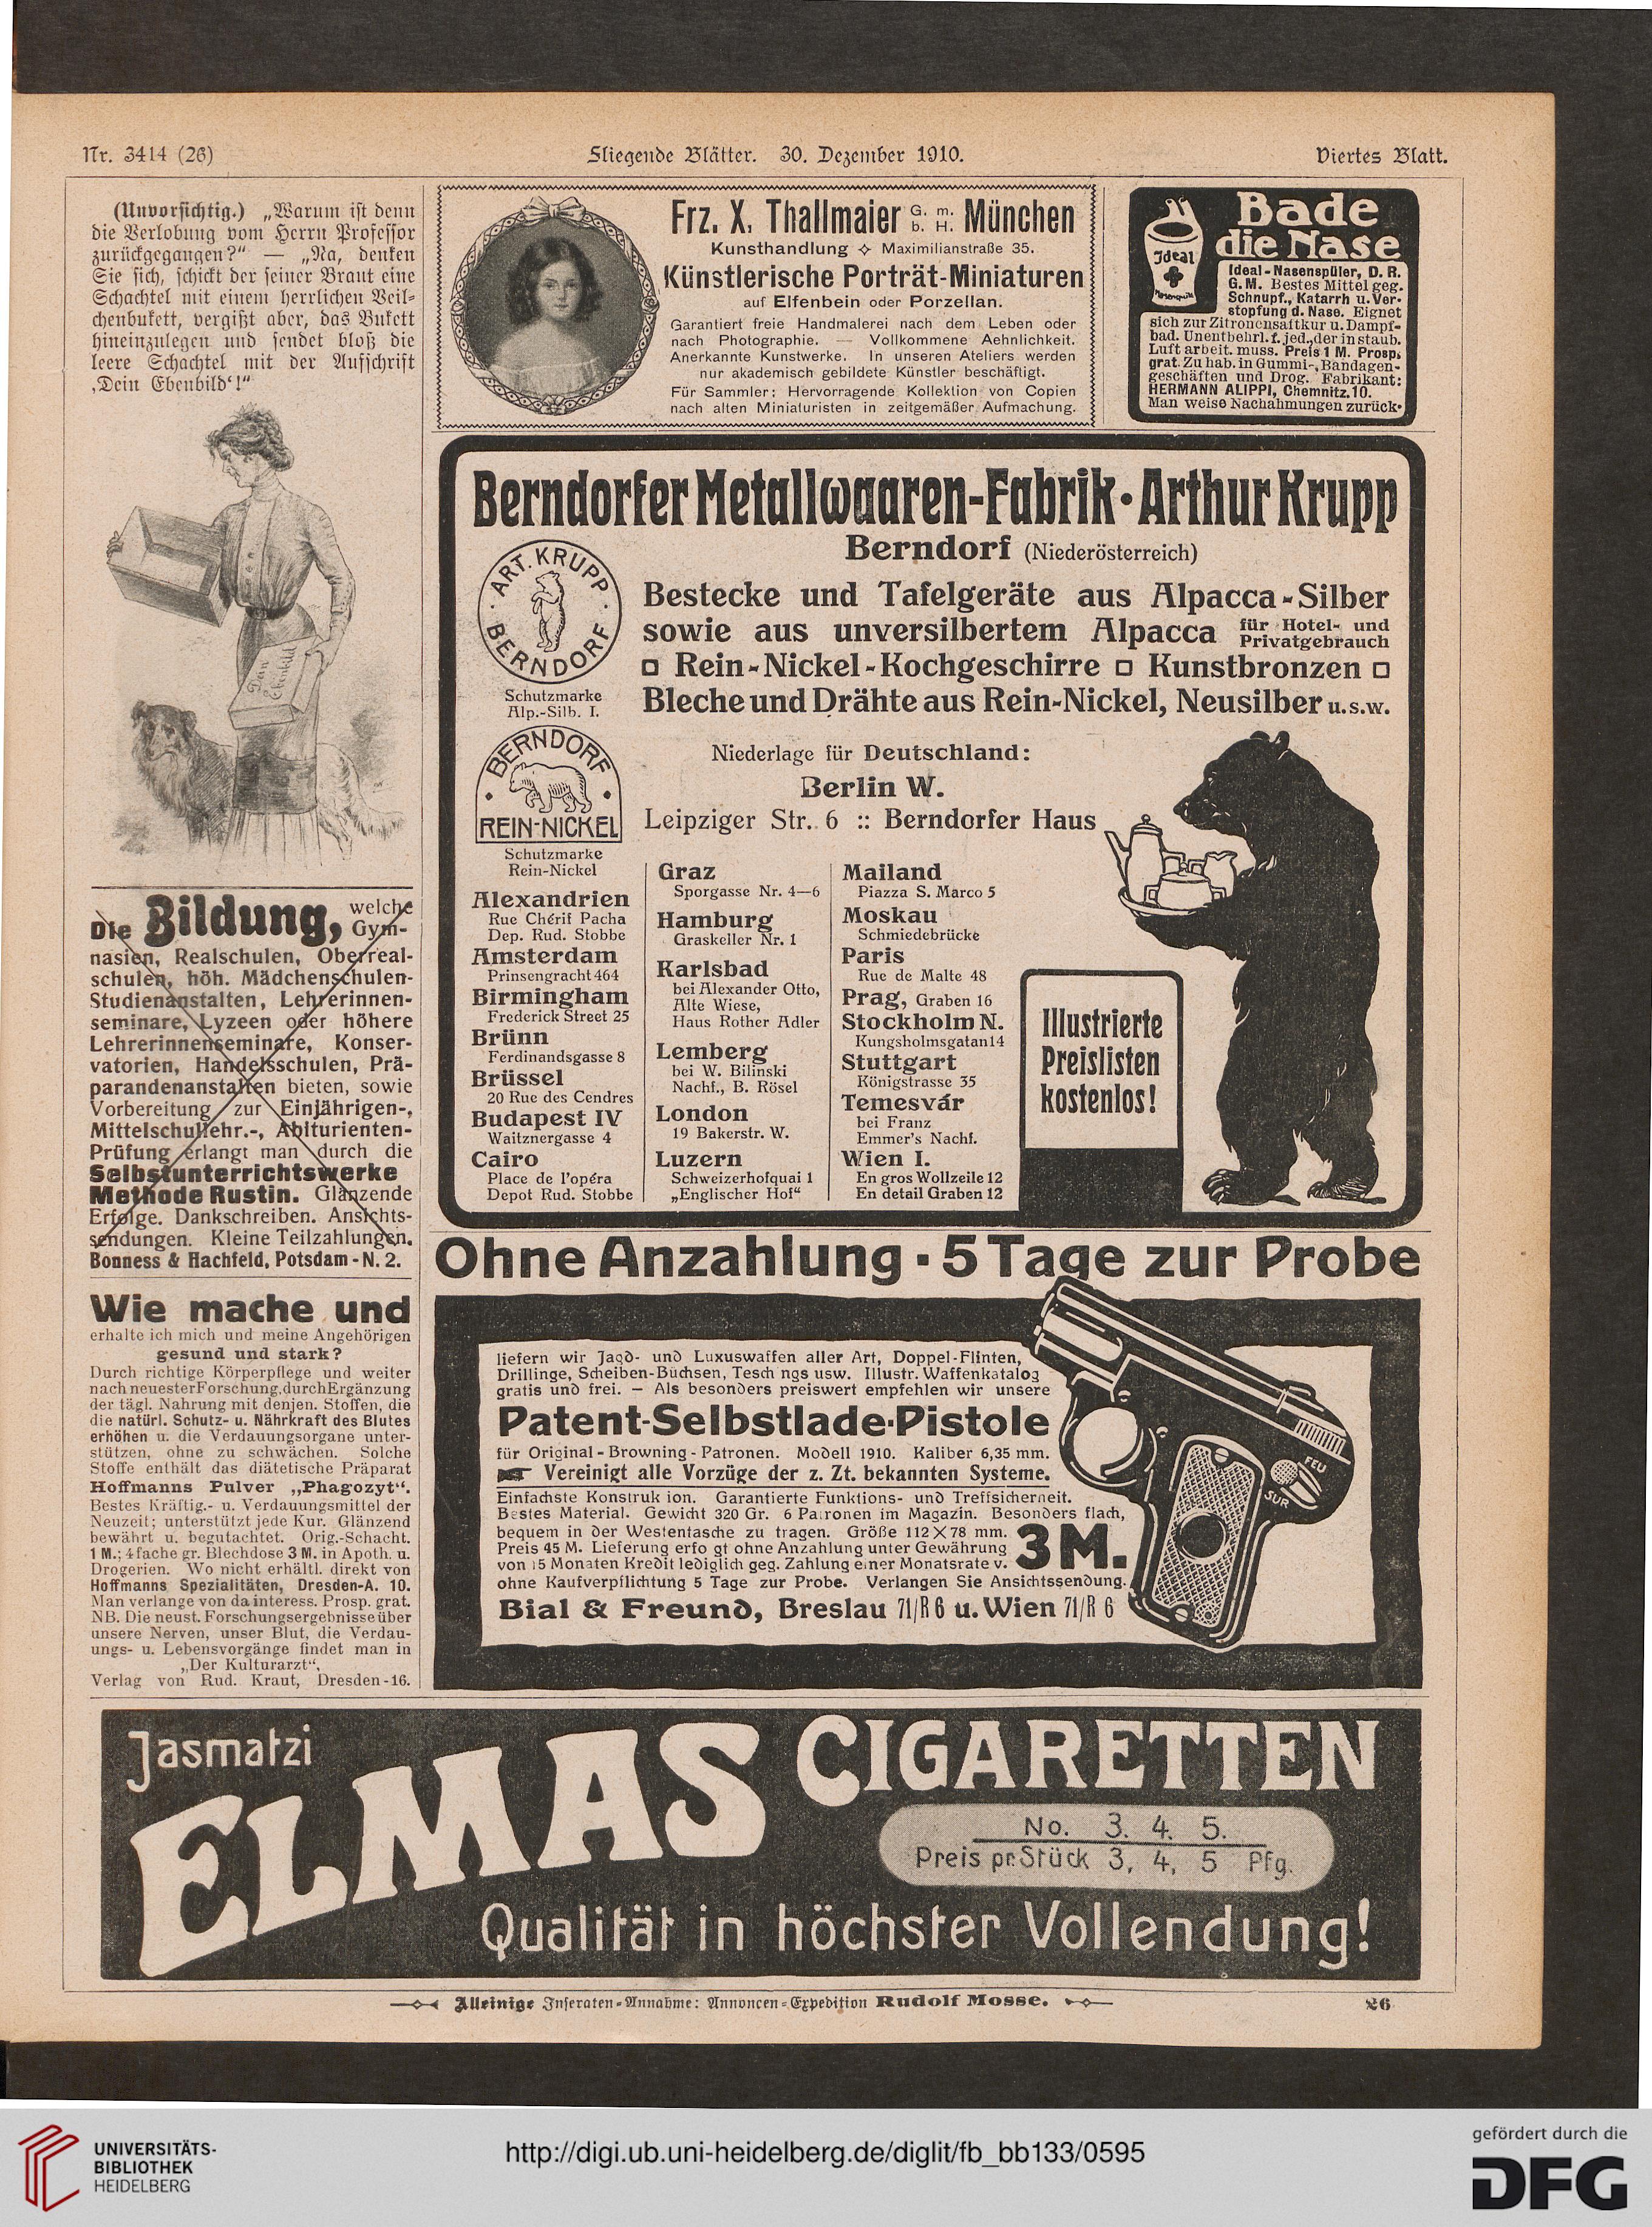 Nr. 3414 (26)
Fliegende Blätter. 30. Dezember 1910.
Viertes Blatt.
(Unvorsichtig.) „Warum ist denn
die Verlobung vom Herrn Professor
zurückgegangen?“ — „Na, denken
Sie sich, schickt der seiner Braut eine
Schachtel mit einem herrlichen Veil-
chenbukett, vergißt aber, das Bukett
hineinzulegen und sendet bloß die
leere Schachtel mit der Aufschrift
‚Dein Ebenbild‘!“
Dein
Ebenbild
Die Bildung, welche
Gym-
nasien, Realschulen, Oberreal-
schulen, höh. Mädchenschulen-
Studienanstalten, Lehrerinnen-
seminare, Lyzeen oder höhere
Lehrerinnenseminare, Konser-
vatorien, Handelsschulen, Prä-
parandenanstalten bieten, sowie
Vorbereitung zur Einjährigen-,
Mittelschullehr.-, Abiturienten-
Prüfung erlangt man durch die
Selbstunterrichtswerke
Methode Rustin. Glänzende
Erfolge. Dankschreiben. Ansichts-
sendungen. Kleine Teilzahlungen.
Bonness & Hachfeld, Potsdam-N. 2.
Wie mache und
erhalte ich mich und meine Angehörigen
gesund und stark?
Durch richtige Körperpflege und weiter
nach neuester Forschung, durch Ergänzung
der tägl. Nahrung mit denjen. Stoffen, die
die natürl. Schutz- u. Nährkraft des Blutes
erhöhen u. die Verdauungsorgane unter-
stützen, ohne zu schwächen. Solche
Stoffe enthält das diätetische Präparat
Hoffmanns Pulver „Phagozyt“.
Bestes Kräftig.- u. Verdauungsmittel der
Neuzeit; unterstützt jede Kur. Glänzend
bewährt u. begutachtet. Orig.-Schacht.
1 M.; 4fache gr. Blechdose 3 M. in Apoth. u.
Drogerien. Wo nicht erhältl. direkt von
Hoffmanns Spezialitäten, Dresden-A. 10.
Man verlange von da interess. Prosp. grat.
NB. Die neust. Forschungsergebnisse über
unsere Nerven, unser Blut, die Verdau-
ungs- u. Lebensvorgänge findet man in
„Der Kulturarzt“,
Verlag von Rud. Kraut, Dresden-16.
Frz. X. Thallmaier G. m. b. H. München
Kunsthandlung ✧ Maximilianstraße 35.
Künstlerische Porträt-Miniaturen
auf Elfenbein oder Porzellan.
Garantiert freie Handmalerei nach dem Leben oder
nach Photographie. — Vollkommene Aehnlichkeit.
Anerkannte Kunstwerke. In unseren Ateliers werden
nur akademisch gebildete Künstler beschäftigt.
Für Sammler: Hervorragende Kollektion von Copien
nach alten Miniaturisten in zeitgemäßer Aufmachung.
Ideal
Bade
die Nase
Ideal-Nasenspüler, D. R.
G. M. Bestes Mittel geg.
Schnupf., Katarrh u. Ver-
stopfung d. Nase. Eignet
sich zur Zitronensaftkur u. Dampf-
bad. Unentbehrl. f. jed., der in staub.
Luft arbeit. muss. Preis 1 M. Prosp.
grat. Zu hab. in Gummi-, Bandagen-
geschäften und Drog. Fabrikant:
HERMANN ALIPPI, Chemnitz. 10.
Man weise Nachahmungen zurück.
Berndorfer Metallwaaren-Fabrik · Arthur Krupp
Berndorf (Niederösterreich)
ART. KRUPP · BERNDORF ·
Schutzmarke
Alp.-Silb. I.
Bestecke und Tafelgeräte aus Alpacca-Silber
sowie aus unversilbertem Alpacca für Hotel- und
Privatgebrauch
▫ Rein-Nickel-Kochgeschirre ▫ Kunstbronzen ▫
Bleche und Drähte aus Rein-Nickel, Neusilber u.s.w.
BERNDORF
REIN-NICKEL
Schutzmarke
Rein-Nickel
Niederlage für Deutschland:
Berlin W.
Leipziger Str. 6 :: Berndorfer Haus
Alexandrien
Rue Chérif Pacha
Dep. Rud. Stobbe
Amsterdam
Prinsengracht 464
Birmingham
Frederick Street 25
Brünn
Ferdinandsgasse 8
Brüssel
20 Rue des Cendres
Budapest IV
Waitznergasse 4
Cairo
Place de l'opéra
Depot Rud. Stobbe
Graz
Sporgasse Nr. 4—6
Hamburg
Graskeller Nr. 1
Karlsbad
bei Alexander Otto,
Alte Wiese,
Haus Rother Adler
Lemberg
bei W. Bilinski
Nachf., B. Rösel
London
19 Bakerstr. W.
Luzern
Schweizerhofquai 1
„Englischer Hof“
Mailand
Piazza S. Marco 5
Moskau
Schmiedebrücke
Paris
Rue de Malte 48
Prag, Graben 16
Stockholm N.
Kungsholmsgatan 14
Stuttgart
Königstrasse 35
Temesvár
bei Franz
Emmer's Nachf.
Wien I.
En gros Wollzeile 12
En detail Graben 12
Illustrierte
Preislisten
kostenlos!
Ohne Anzahlung · 5 Tage zur Probe
liefern wir Jagd- und Luxuswaffen aller Art, Doppel-Flinten,
Drillinge, Scheiben-Büchsen, Tesch ngs usw. Illustr. Waffenkatalog
gratis und frei. — Als besonders preiswert empfehlen wir unsere
Patent-Selbstlade-Pistole
für Original-Browning-Patronen. Modell 1910. Kaliber 6,35 mm.
☛ Vereinigt alle Vorzüge der z. Zt. bekannten Systeme.
Einfachste Konstruk ion. Garantierte Funktions- und Treffsicherheit.
Bestes Material. Gewicht 320 Gr. 6 Patronen im Magazin. Besonders flach,
bequem in der Westentasche zu tragen. Größe 112×78 mm.
Preis 45 M. Lieferung erfo gt ohne Anzahlung unter Gewährung
von 15 Monaten Kredit lediglich geg. Zahlung einer Monatsrate v. 3 M.
ohne Kaufverpflichtung 5 Tage zur Probe. Verlangen Sie Ansichtssendung.
Bial & Freund, Breslau 71/R 6 u. Wien 71/R 6
FEU
SUR
Jasmatzi
ELMAS CIGARETTEN
No. 3. 4. 5.
Preis pr. Stück 3, 4, 5 Pfg.
Qualität in höchster Vollendung!
Alleinige Inseraten-Annahme: Annoncen-Expedition Rudolf Mosse.
26
UNIVERSITÄTS-
BIBLIOTHEK
HEIDELBERG
http://digi.ub.uni-heidelberg.de/diglit/fb_bb133/0595
gefördert durch die
DFG